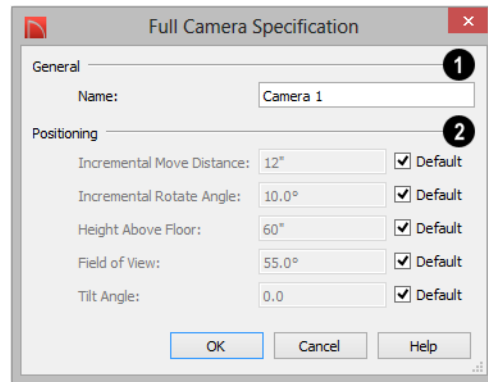 Full Camera Specification
General 1
Name: Camera 1
Positioning 2
Incremental Move Distance: 12" Default
Incremental Rotate Angle: 10.0° Default
Height Above Floor: 60" Default
Field of View: 55.0° Default
Tilt Angle: 0.0 Default
OK Cancel Help